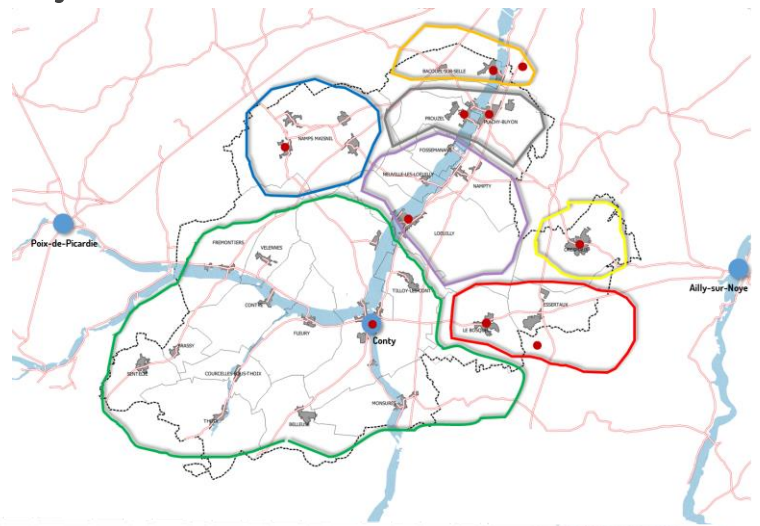 BACOUEL-SUR-SELLE
PROUZEL
PLACHY-BUYON
NAMPS MAISNIL
FOSSEMANANT
NEUVILLE-LES-LOEUILLY
NAMPTY
LOEUILLY
Poix-de-Picardie
FREMONTIERS
VELENNES
Ailly-sur-Noye
TILLOY-LES-CONTY
ESSERTAUX
CONTRE
LE BOSQUEL
FLEURY
Conty
BRASSY
SENTELIE
COURCELLES-SOUS-THOIX
MONSURES
THOIX
BELLEUSE